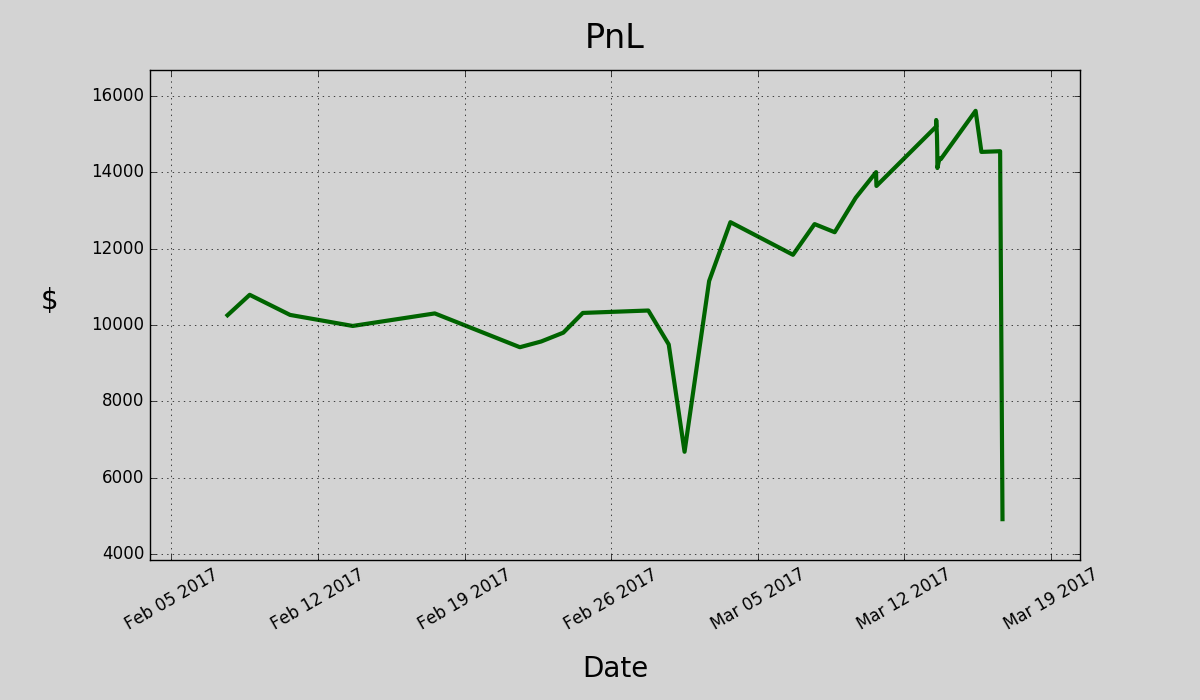 PnL
16000
14000
12000
$
10000
8000
6000
4000
Feb 05 2017
Feb 12 2017
Feb 19 2017
Feb 26 2017
Mar 05 2017
Mar 12 2017
Mar 19 2017
Date